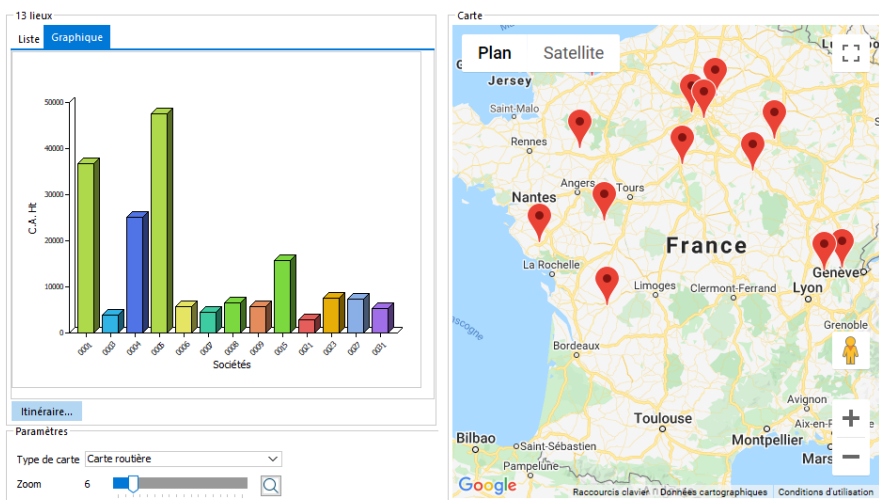 13 lieux
Liste Graphique
50000
40000
30000
20000
10000
0
C.A. Ht
0001 0003 0004 0005 0006 0007 0008 0009 0015 0021 0023 0027 0031
Sociétés
Itinéraire...
Paramètres
Type de carte Carte routière
Zoom 6
Carte
Plan Satellite
Jersey
Saint-Malo
Rennes
Angers
Tours
Nantes
France
La Rochelle
Genève
Limoges
Clermont-Ferrand
Lyon
Grenoble
Bordeaux
Avignon
Toulouse
Montpellier
Bilbao
Saint-Sébastien
Pampelune
Google
Raccourcis clavier Données cartographiques Conditions d'utilisation